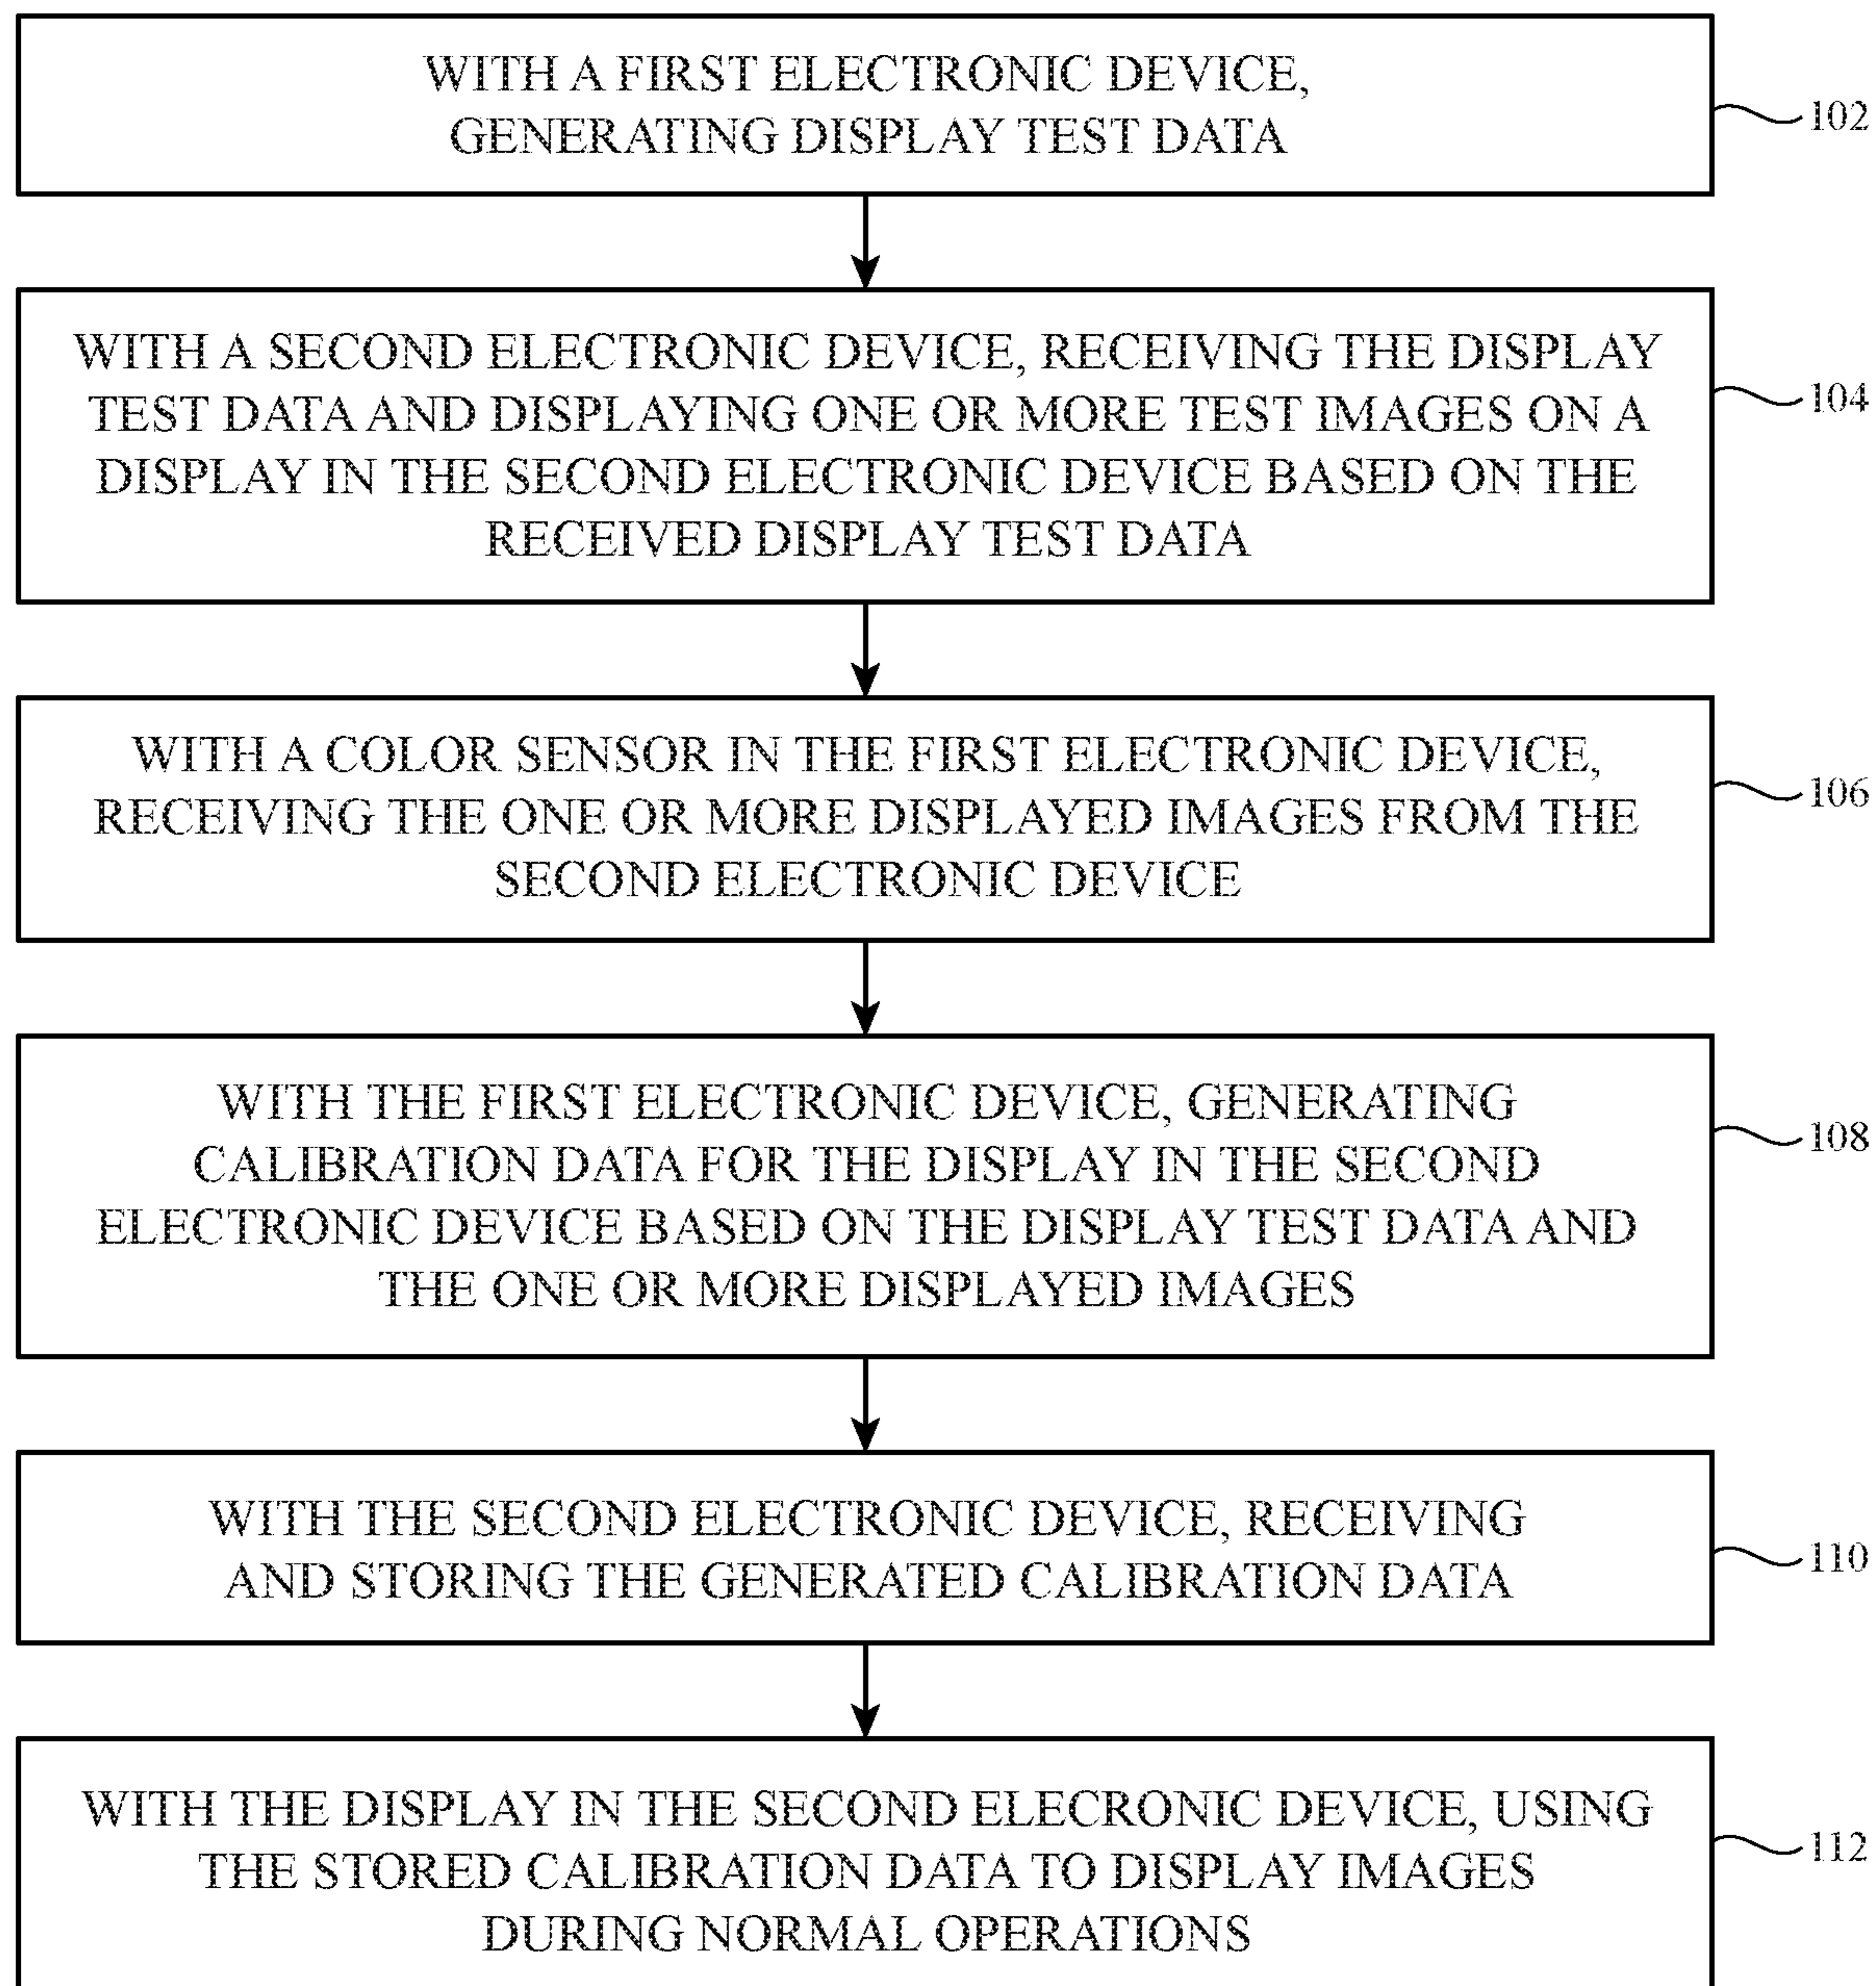 WITH A FIRST ELECTRONIC DEVICE,
GENERATING DISPLAY TEST DATA
102
WITH A SECOND ELECTRONIC DEVICE, RECEIVING THE DISPLAY
TEST DATA AND DISPLAYING ONE OR MORE TEST IMAGES ON A
DISPLAY IN THE SECOND ELECTRONIC DEVICE BASED ON THE
RECEIVED DISPLAY TEST DATA
104
WITH A COLOR SENSOR IN THE FIRST ELECTRONIC DEVICE,
RECEIVING THE ONE OR MORE DISPLAYED IMAGES FROM THE
SECOND ELECTRONIC DEVICE
106
WITH THE FIRST ELECTRONIC DEVICE, GENERATING
CALIBRATION DATA FOR THE DISPLAY IN THE SECOND
ELECTRONIC DEVICE BASED ON THE DISPLAY TEST DATA AND
THE ONE OR MORE DISPLAYED IMAGES
108
WITH THE SECOND ELECTRONIC DEVICE, RECEIVING
AND STORING THE GENERATED CALIBRATION DATA
110
WITH THE DISPLAY IN THE SECOND ELECRONIC DEVICE, USING
THE STORED CALIBRATION DATA TO DISPLAY IMAGES
DURING NORMAL OPERATIONS
112